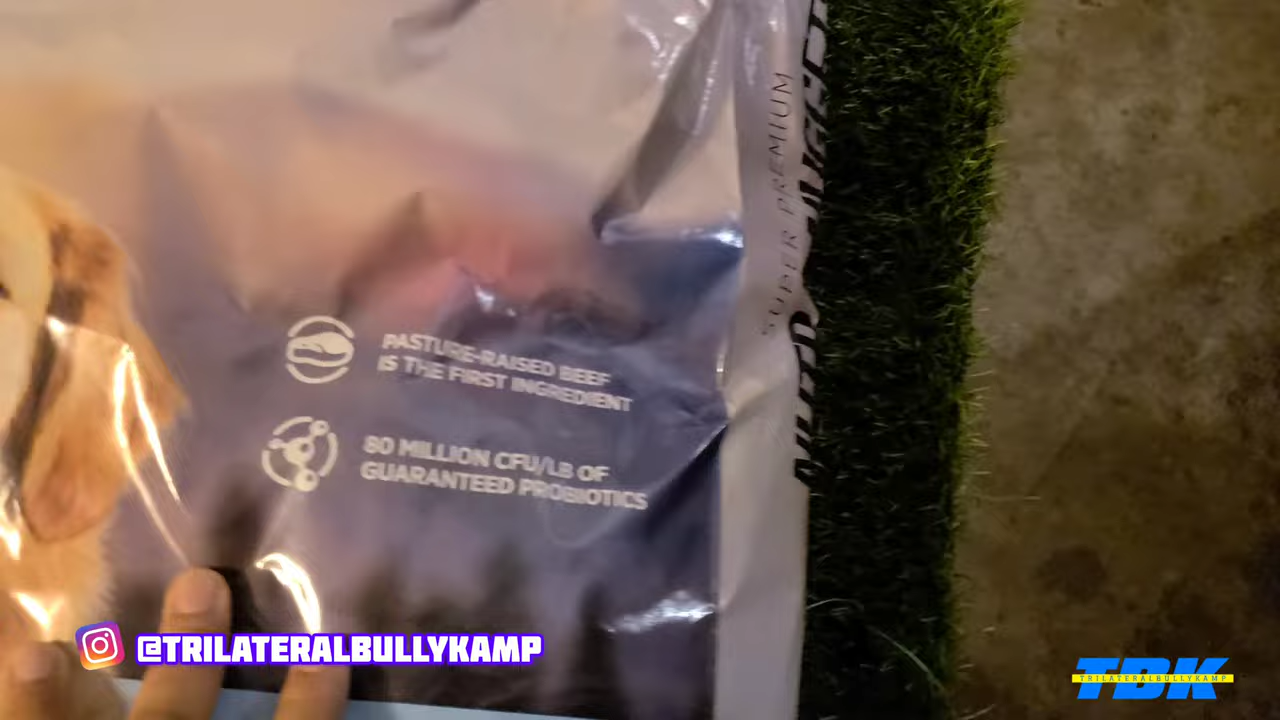 SUPER PREMIUM
PASTURE-RAISED BEEF
IS THE FIRST INGREDIENT
80 MILLION CFU/LB OF
GUARANTEED PROBIOTICS
@TRILATERALBULLYKAMP
TBK
TRILATERALBULLYKAMP